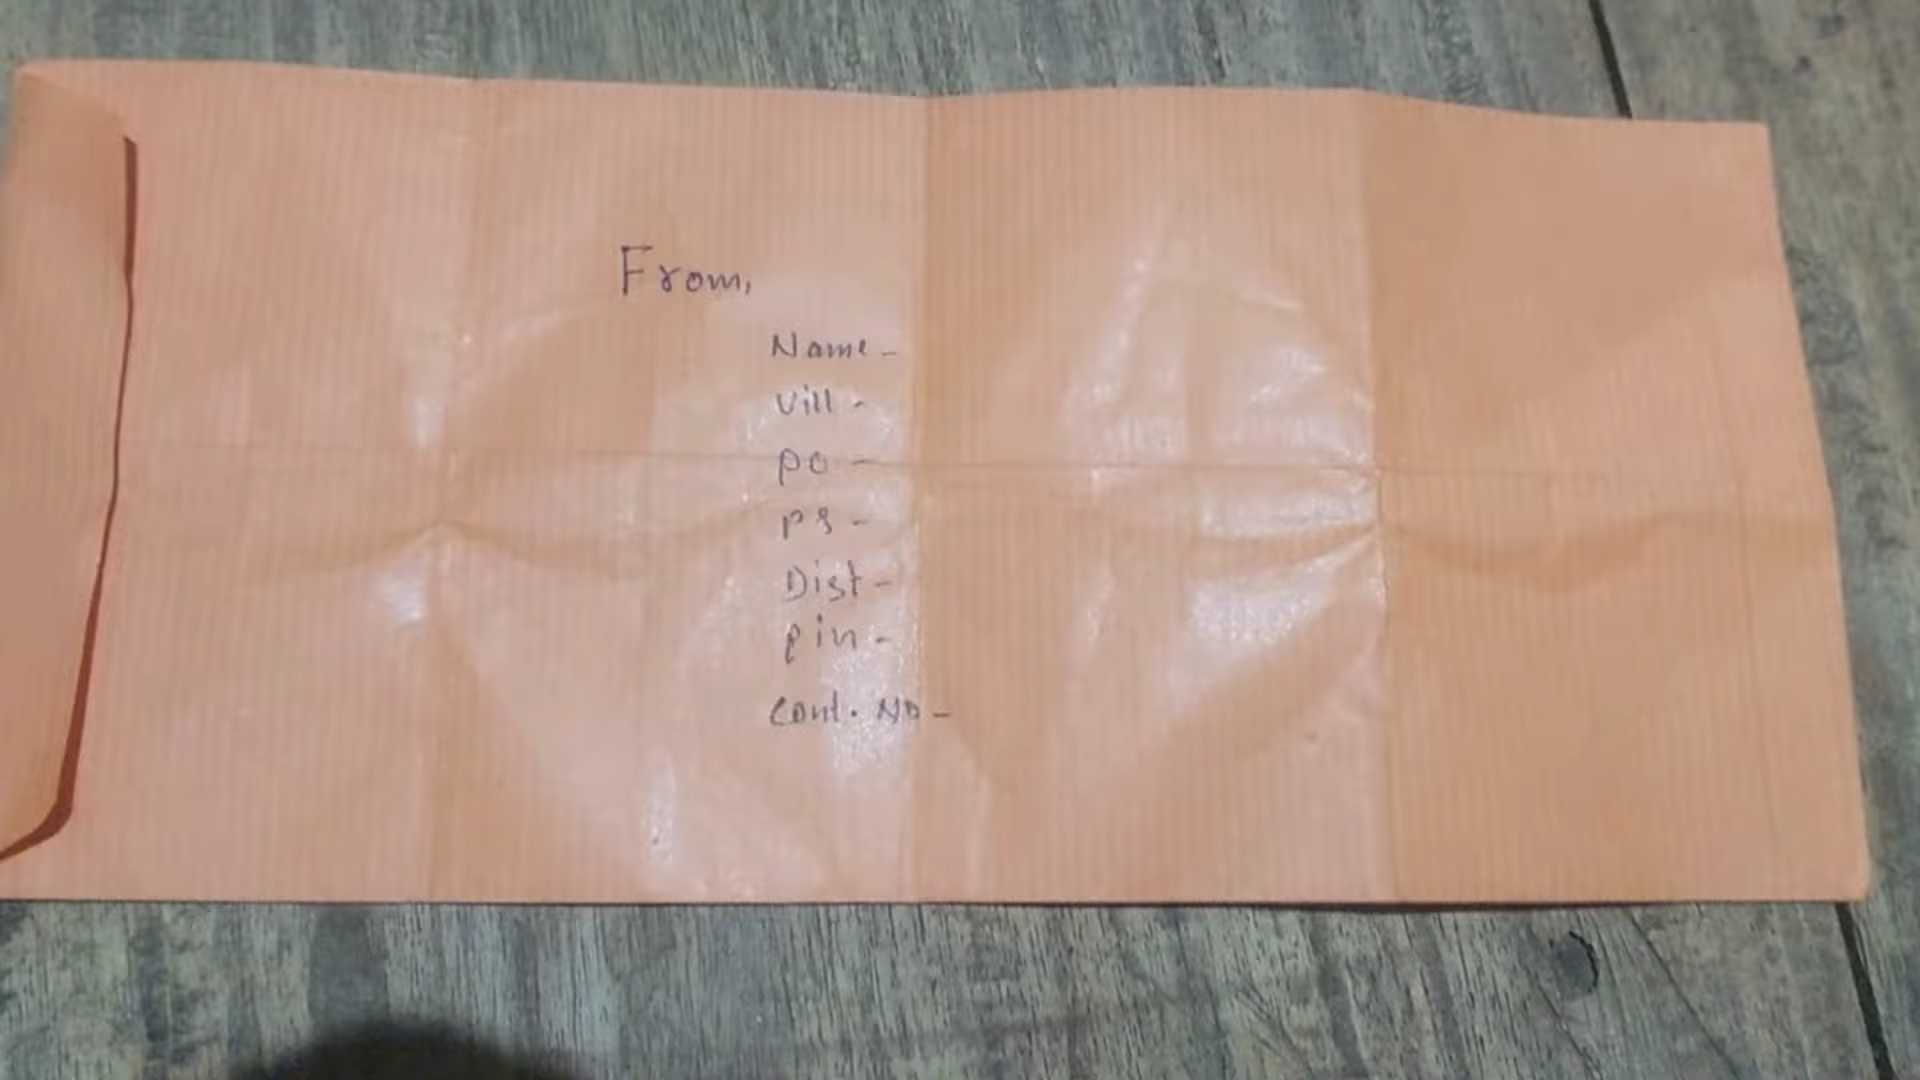 From,
Name -
Vill -
po -
ps -
Dist -
pin -
Cont. No -